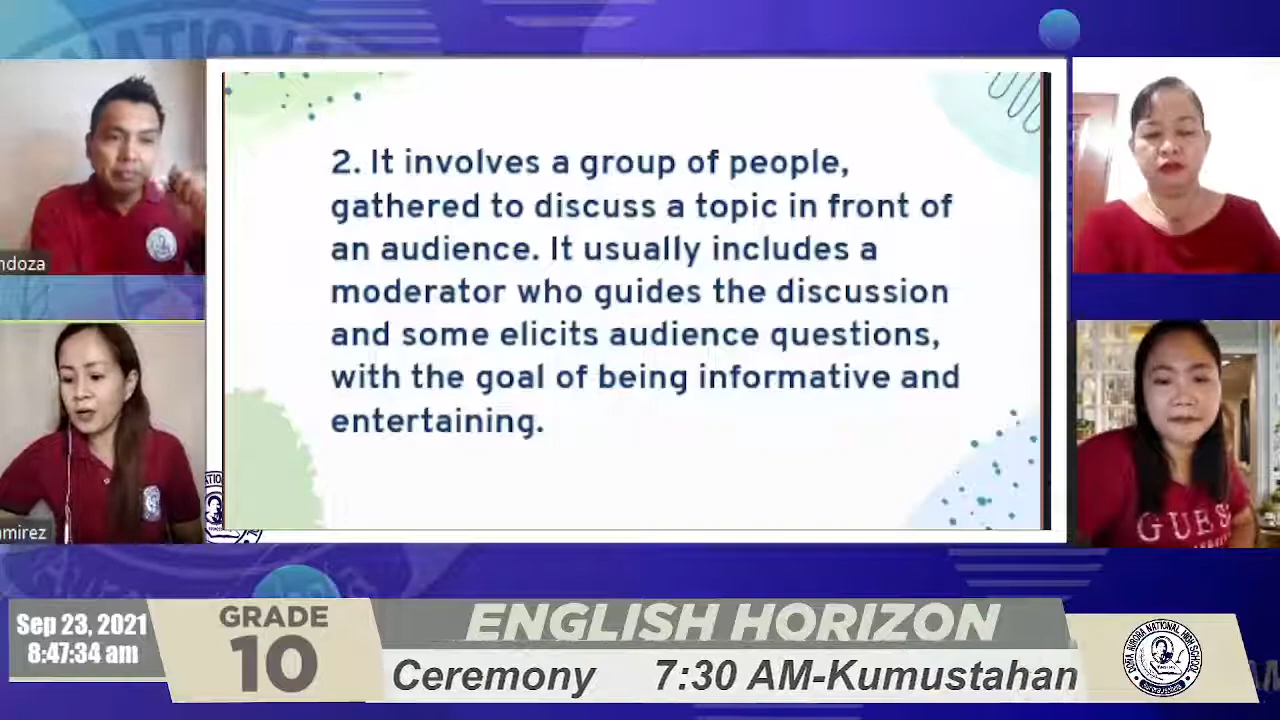 NATIONAL
2. It involves a group of people,
gathered to discuss a topic in front of
an audience. It usually includes a
moderator who guides the discussion
and some elicits audience questions,
with the goal of being informative and
entertaining.
ndoza
amirez
GUESS
Sep 23, 2021
8:47:34 am
GRADE
10
ENGLISH HORIZON
Ceremony 7:30 AM-Kumustahan